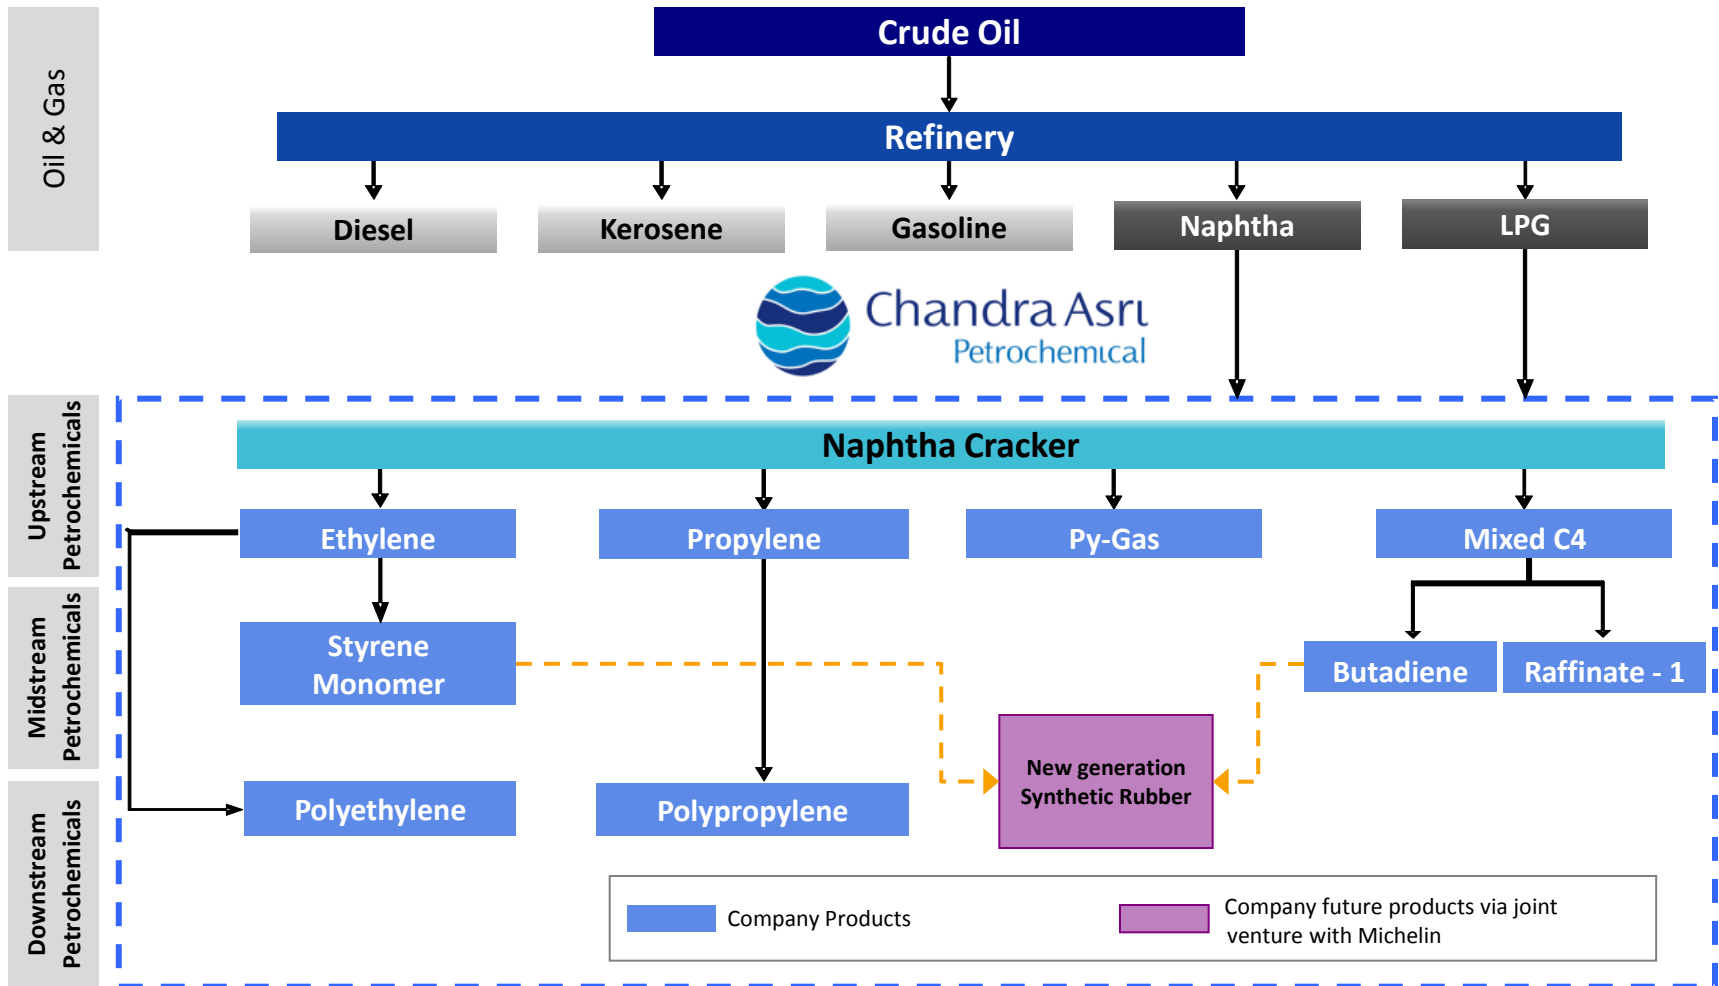 Crude Oil
Oil & Gas
Refinery
Diesel
Kerosene
Gasoline
Naphtha
LPG
Chandra Asri
Petrochemical
Upstream
Petrochemicals
Naphtha Cracker
Ethylene
Propylene
Py-Gas
Mixed C4
Midstream
Petrochemicals
Styrene
Monomer
Butadiene
Raffinate - 1
New generation
Synthetic Rubber
Downstream
Petrochemicals
Polyethylene
Polypropylene
Company Products
Company future products via joint
venture with Michelin